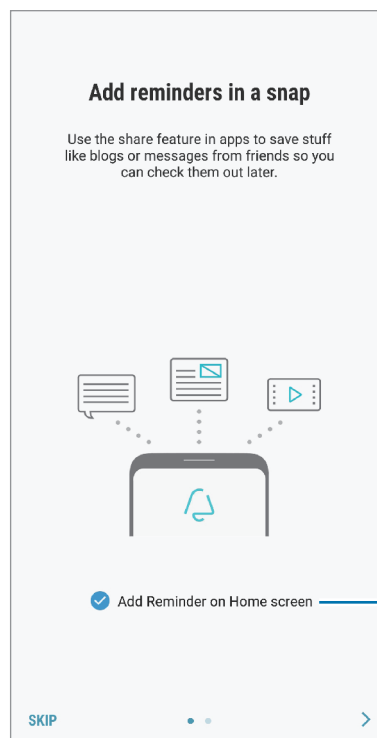 Add reminders in a snap
Use the share feature in apps to save stuff
like blogs or messages from friends so you
can check them out later.
Add Reminder on Home screen
SKIP